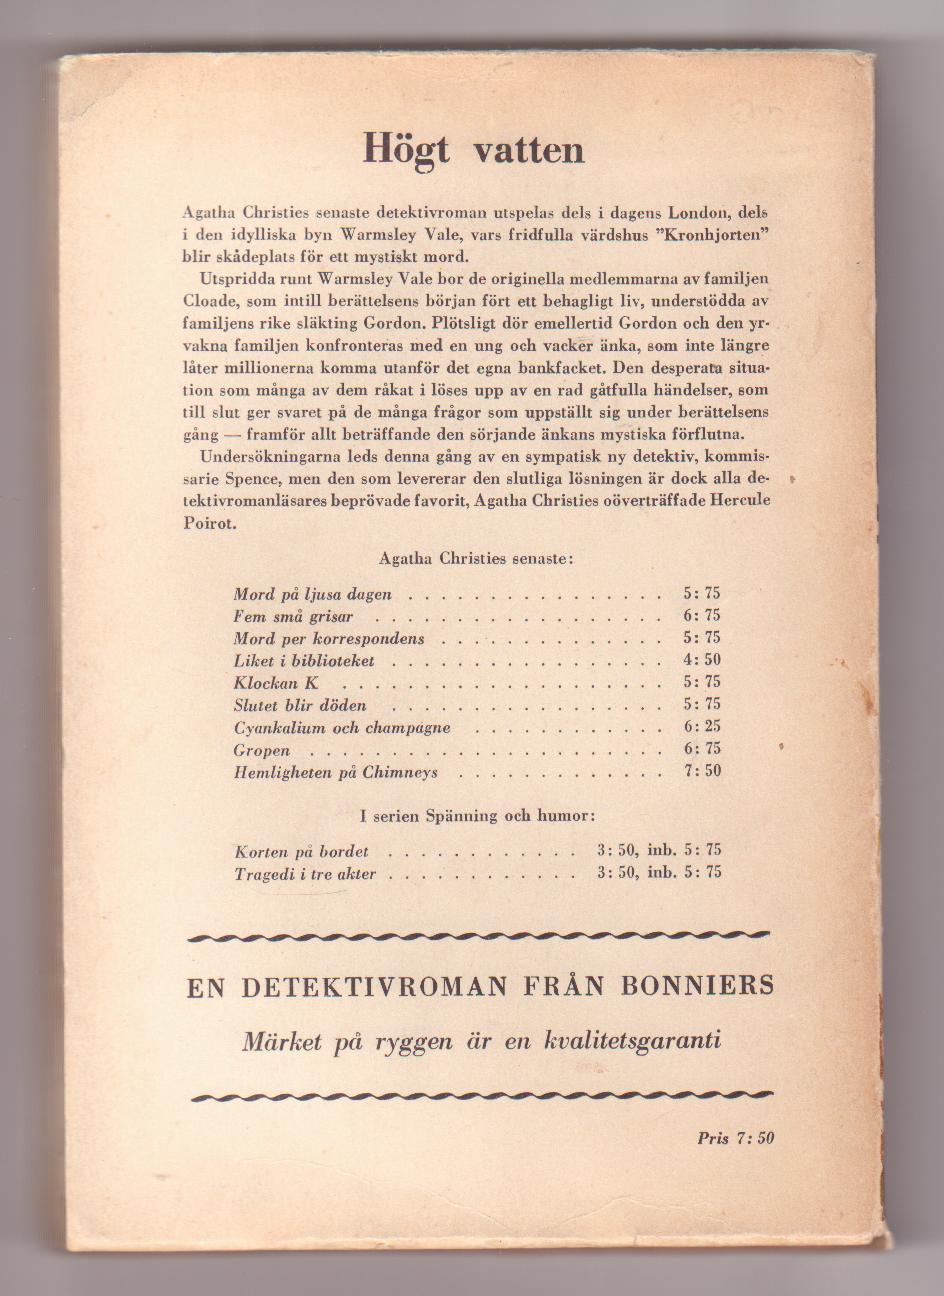 Högt vatten
Agatha Christies senaste detektivroman utspelas dels i dagens London, dels
i den idylliska byn Warmsley Vale, vars fridfulla värdshus ”Kronhjorten”
blir skådeplats för ett mystiskt mord.
Utspridda runt Warmsley Vale bor de originella medlemmarna av familjen
Cloade, som intill berättelsens början fört ett behagligt liv, understödda av
familjens rike släkting Gordon. Plötsligt dör emellertid Gordon och den yr-
vakna familjen konfronteras med en ung och vacker änka, som inte längre
låter millionerna komma utanför det egna bankfacket. Den desperata situa-
tion som många av dem råkat i löses upp av en rad gåtfulla händelser, som
till slut ger svaret på de många frågor som uppställt sig under berättelsens
gång — framför allt beträffande den sörjande änkans mystiska förflutna.
Undersökningarna leds denna gång av en sympatisk ny detektiv, kommis-
sarie Spence, men den som levererar den slutliga lösningen är dock alla de-
tektivromanläsares beprövade favorit, Agatha Christies oöverträffade Hercule
Poirot.
Agatha Christies senaste:
Mord på ljusa dagen . . . . . . . . . . . . . . . . 5: 75
Fem små grisar . . . . . . . . . . . . . . . . . . 6: 75
Mord per korrespondens . . . . . . . . . . . . . . 5: 75
Liket i biblioteket . . . . . . . . . . . . . . . . . 4: 50
Klockan K . . . . . . . . . . . . . . . . . . . . 5: 75
Slutet blir döden . . . . . . . . . . . . . . . . . 5: 75
Cyankalium och champagne . . . . . . . . . . . . 6: 25
Gropen . . . . . . . . . . . . . . . . . . . . . . 6: 75
Hemligheten på Chimneys . . . . . . . . . . . . . 7: 50
I serien Spänning och humor:
Korten på bordet . . . . . . . . . . . . 3: 50, inb. 5: 75
Tragedi i tre akter . . . . . . . . . . . . 3: 50, inb. 5: 75
EN DETEKTIVROMAN FRÅN BONNIERS
Märket på ryggen är en kvalitetsgaranti
Pris 7: 50